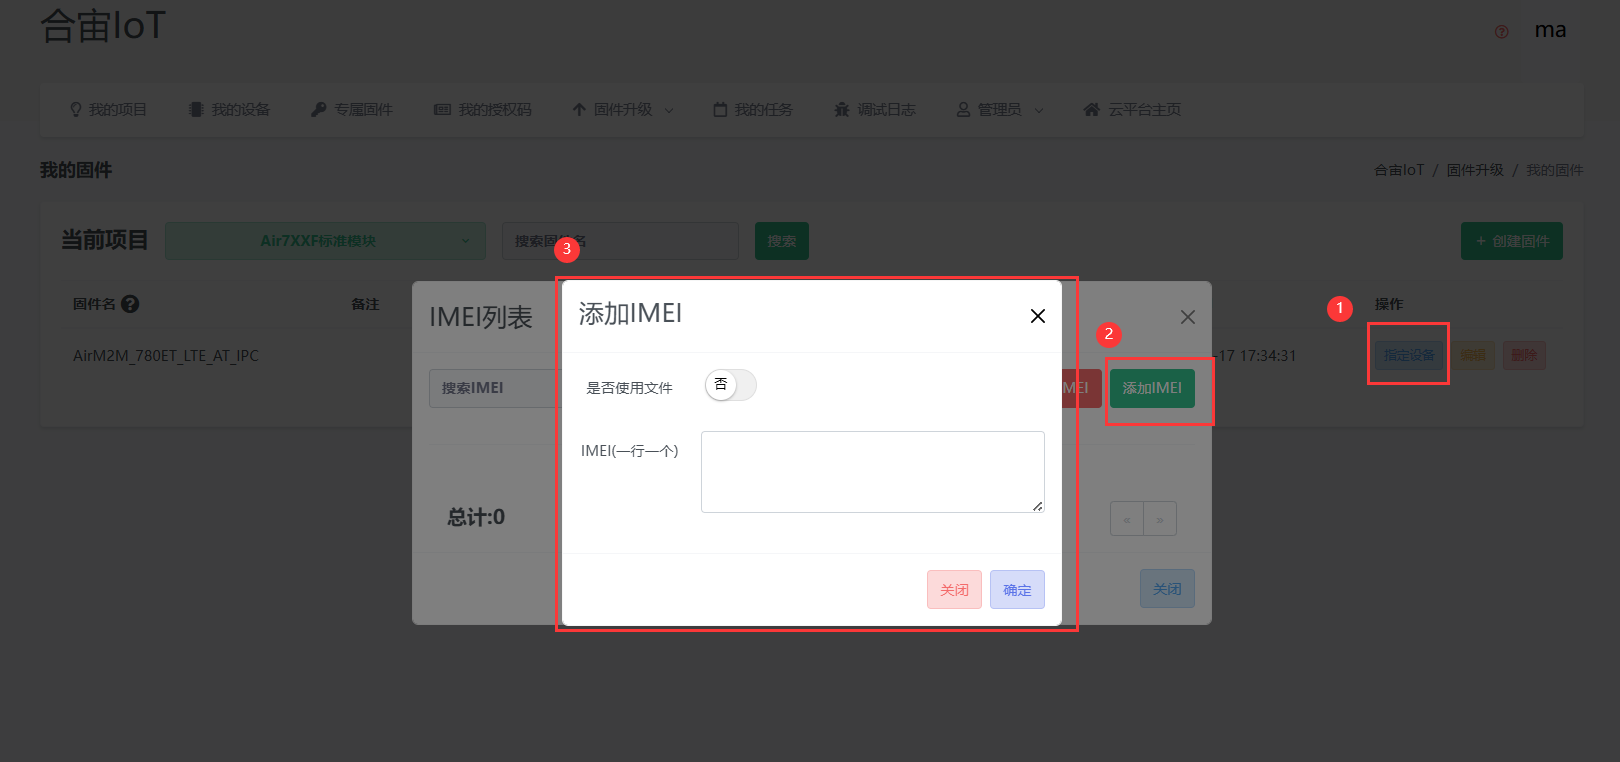 合宙IoT
ma
我的项目 我的设备 专属固件 我的授权码 固件升级 我的任务 调试日志 管理员 云平台主页
我的固件
合宙IoT / 固件升级 / 我的固件
当前项目 Air7XXF标准模块 搜索固件名 搜索 + 创建固件
3
固件名 备注 操作
1
AirM2M_780ET_LTE_AT_IPC
-17 17:34:31
指定设备 编辑 删除
IMEI列表
2
搜索IMEI
MEI 添加IMEI
总计:0
« »
关闭
添加IMEI
是否使用文件 否
IMEI(一行一个)
关闭 确定